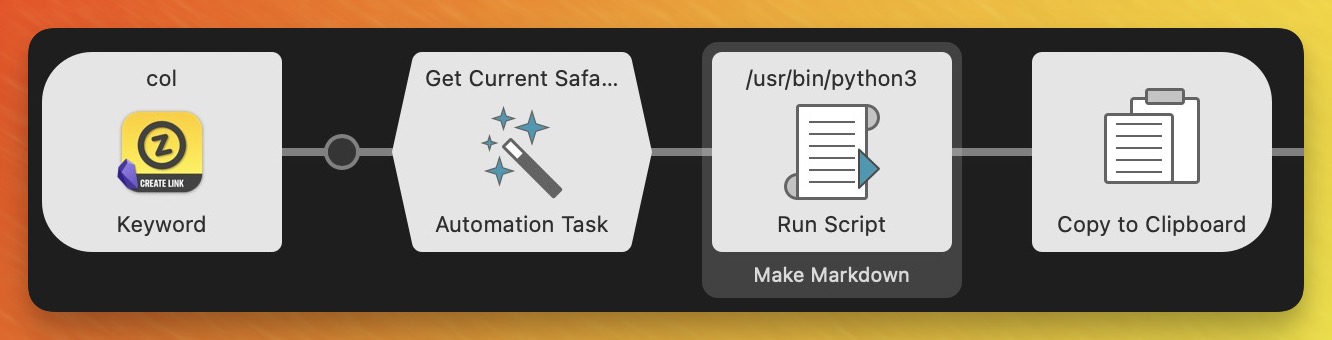 col
CREATE LINK
Keyword
Get Current Safa...
Automation Task
/usr/bin/python3
Run Script
Make Markdown
Copy to Clipboard